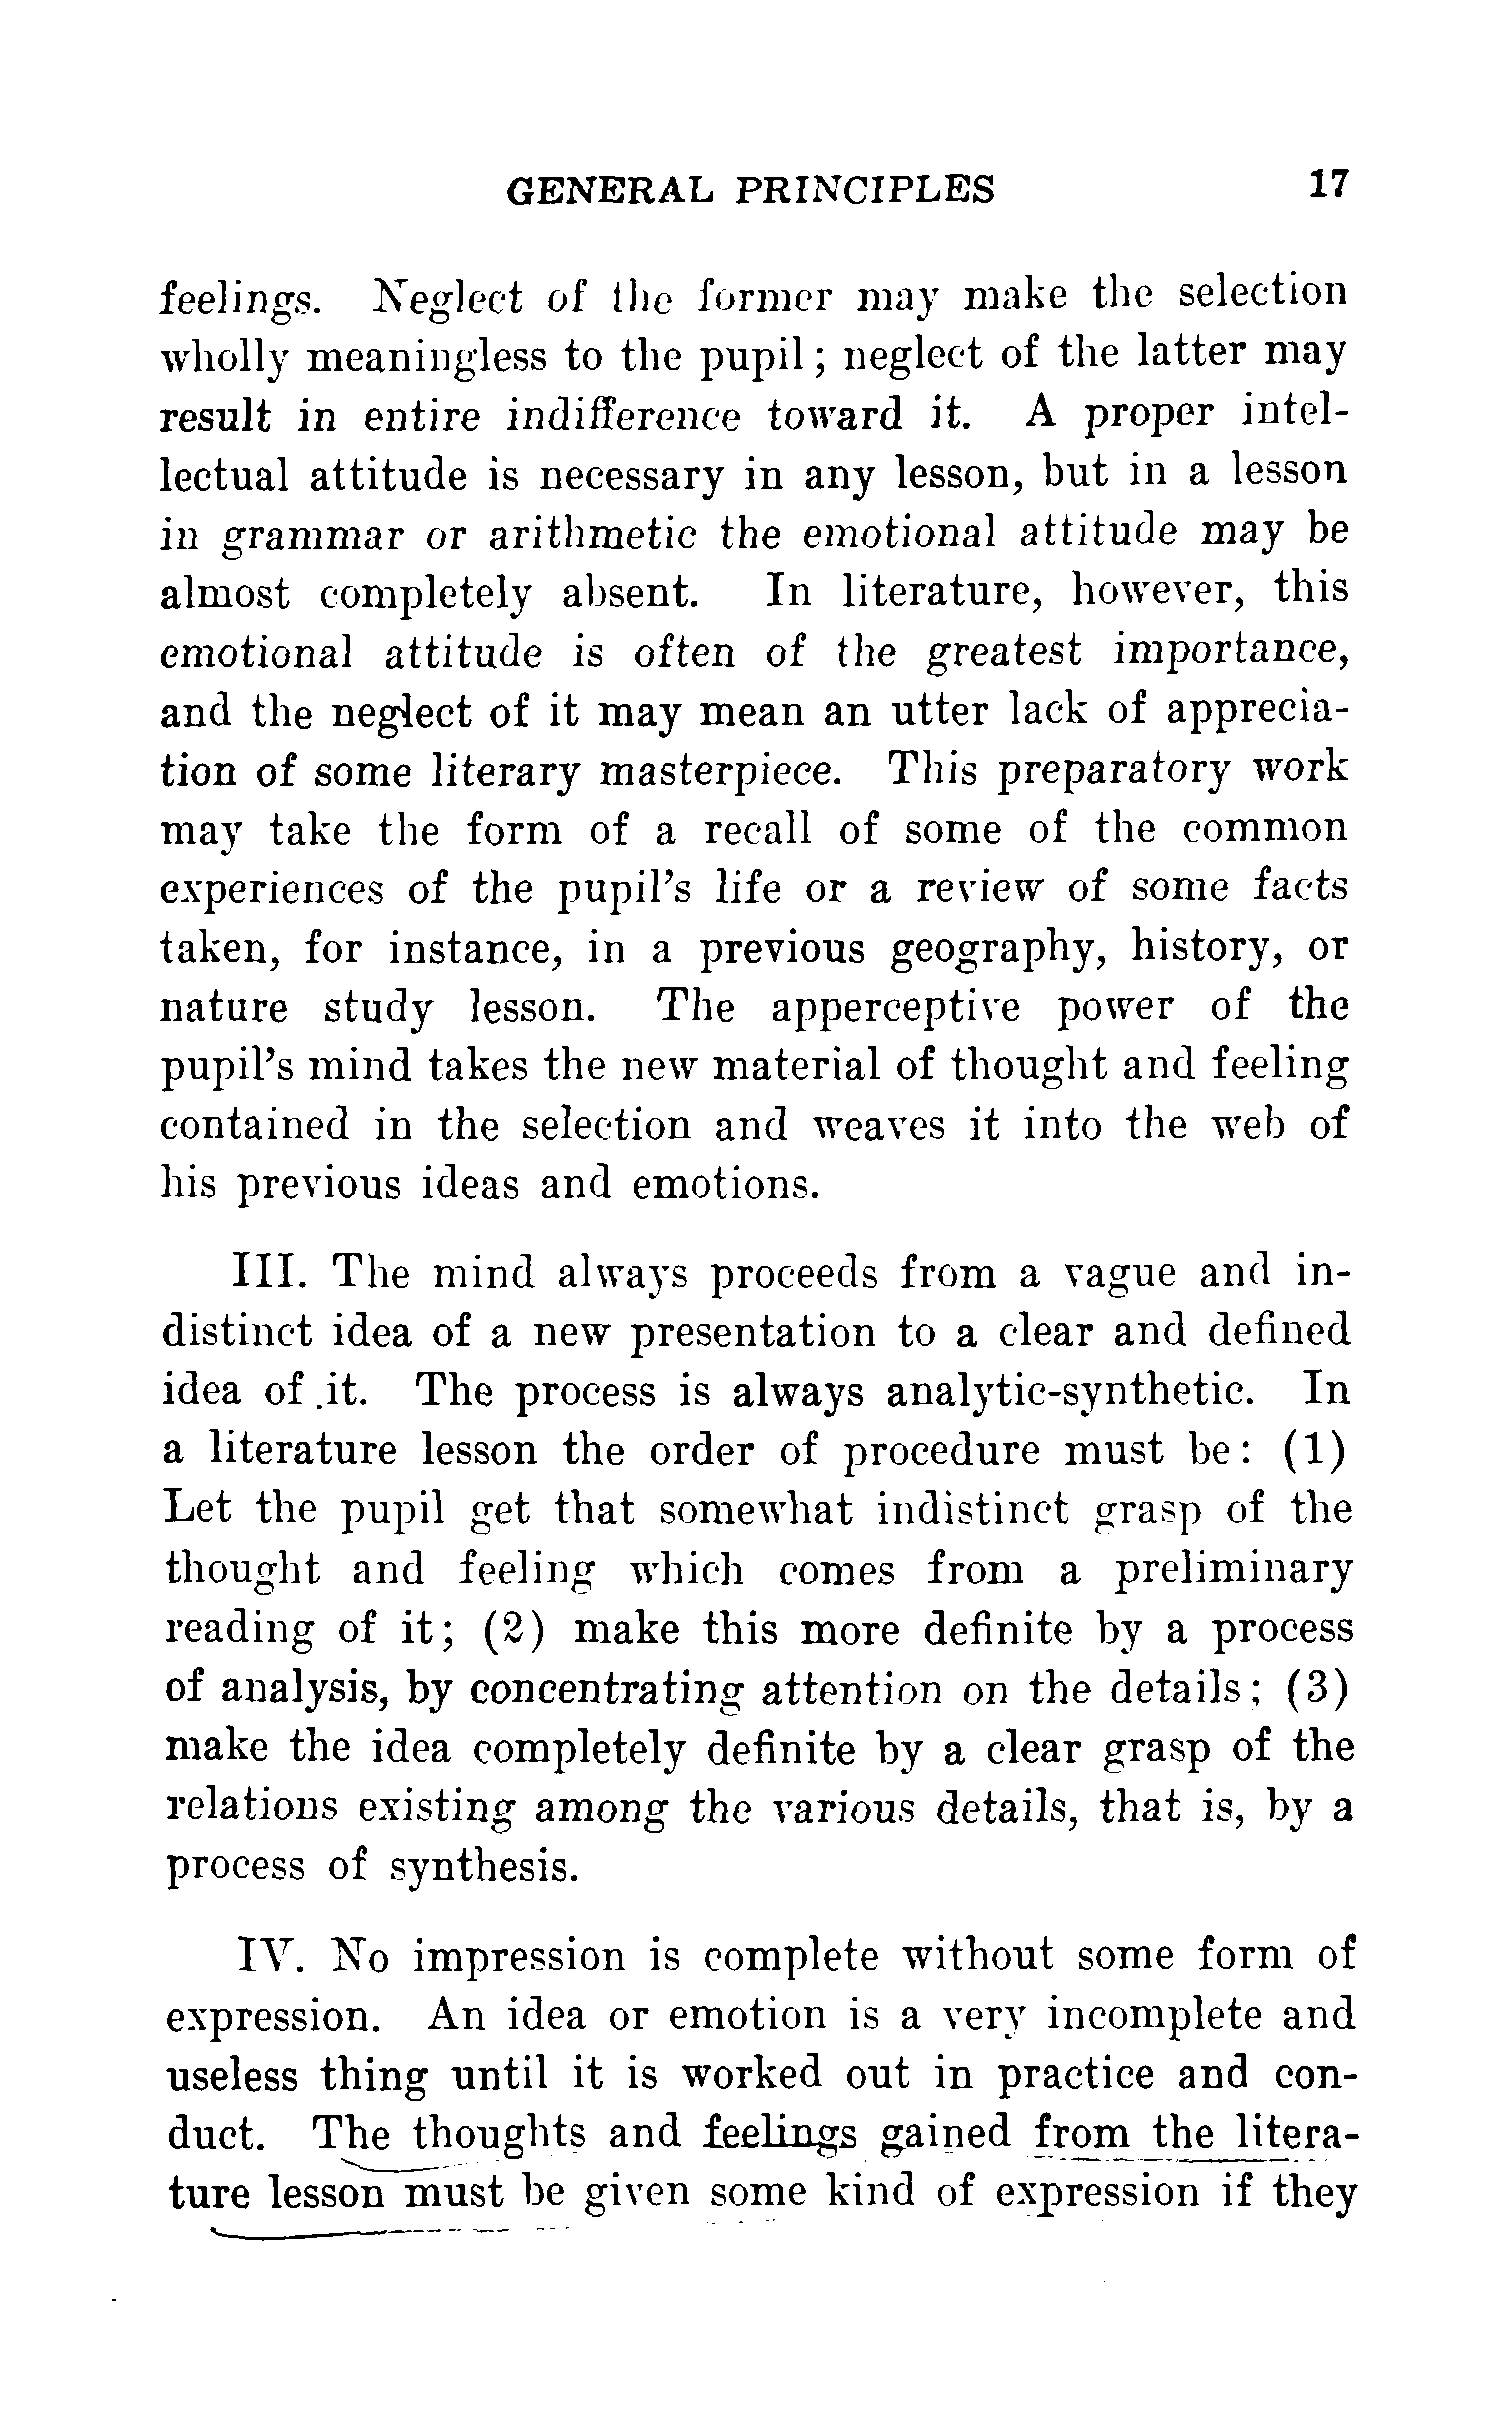 GENERAL PRINCIPLES 17
feelings. Neglect of the former may make the selection
wholly meaningless to the pupil; neglect of the latter may
result in entire indifference toward it. A proper intel-
lectual attitude is necessary in any lesson, but in a lesson
in grammar or arithmetic the emotional attitude may be
almost completely absent. In literature, however, this
emotional attitude is often of the greatest importance,
and the neglect of it may mean an utter lack of apprecia-
tion of some literary masterpiece. This preparatory work
may take the form of a recall of some of the common
experiences of the pupil's life or a review of some facts
taken, for instance, in a previous geography, history, or
nature study lesson. The apperceptive power of the
pupil's mind takes the new material of thought and feeling
contained in the selection and weaves it into the web of
his previous ideas and emotions.
III. The mind always proceeds from a vague and in-
distinct idea of a new presentation to a clear and defined
idea of it. The process is always analytic-synthetic. In
a literature lesson the order of procedure must be: (1)
Let the pupil get that somewhat indistinct grasp of the
thought and feeling which comes from a preliminary
reading of it; (2) make this more definite by a process
of analysis, by concentrating attention on the details; (3)
make the idea completely definite by a clear grasp of the
relations existing among the various details, that is, by a
process of synthesis.
IV. No impression is complete without some form of
expression. An idea or emotion is a very incomplete and
useless thing until it is worked out in practice and con-
duct. The thoughts and feelings gained from the litera-
ture lesson must be given some kind of expression if they